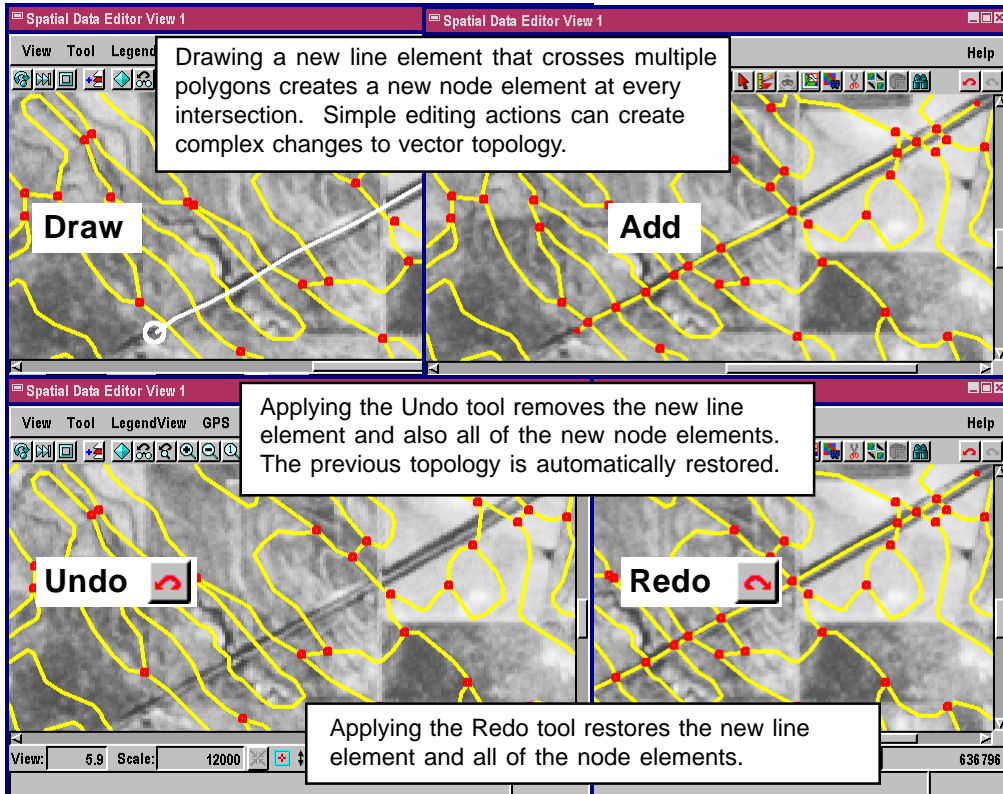 Spatial Data Editor View 1
Spatial Data Editor View 1
View Tool Legend
Help
Drawing a new line element that crosses multiple
polygons creates a new node element at every
intersection. Simple editing actions can create
complex changes to vector topology.
Draw
Add
Spatial Data Editor View 1
View Tool LegendView GPS
Help
Applying the Undo tool removes the new line
element and also all of the new node elements.
The previous topology is automatically restored.
Undo
Redo
Applying the Redo tool restores the new line
element and all of the node elements.
View: 5.9 Scale: 12000
636796